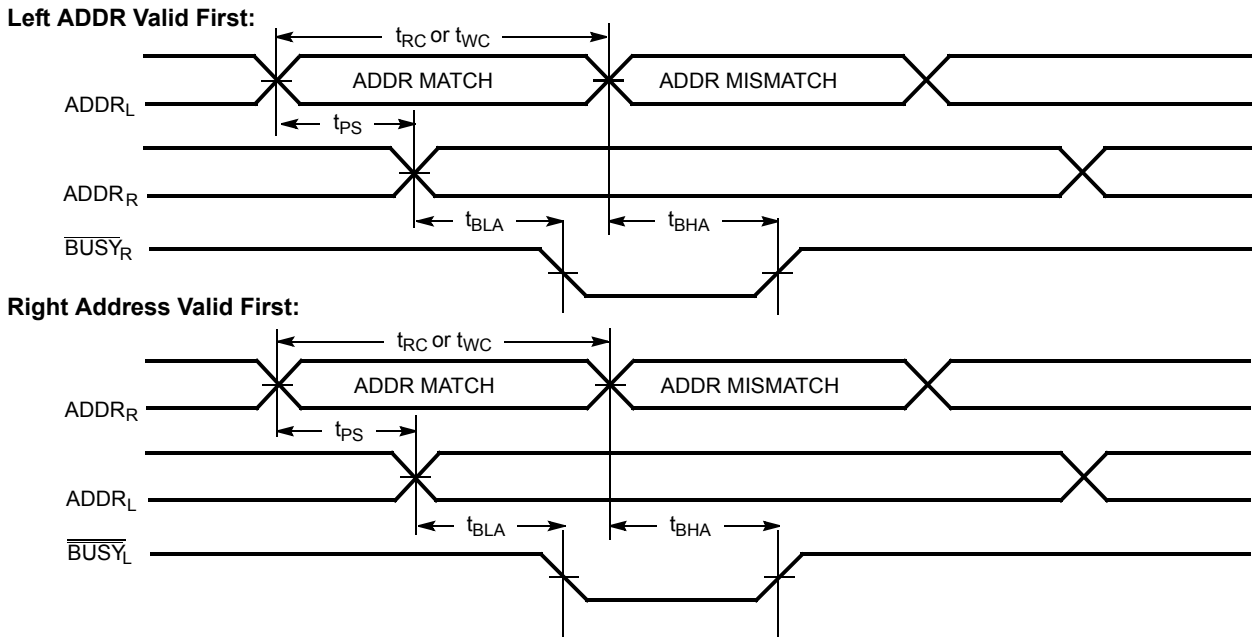 Left ADDR Valid First:
tRC or tWC
ADDR MATCH ADDR MISMATCH
ADDRL
tPS
ADDRR
tBLA tBHA
BUSYR
Right Address Valid First:
tRC or tWC
ADDR MATCH ADDR MISMATCH
ADDRR
tPS
ADDRL
tBLA tBHA
BUSYL